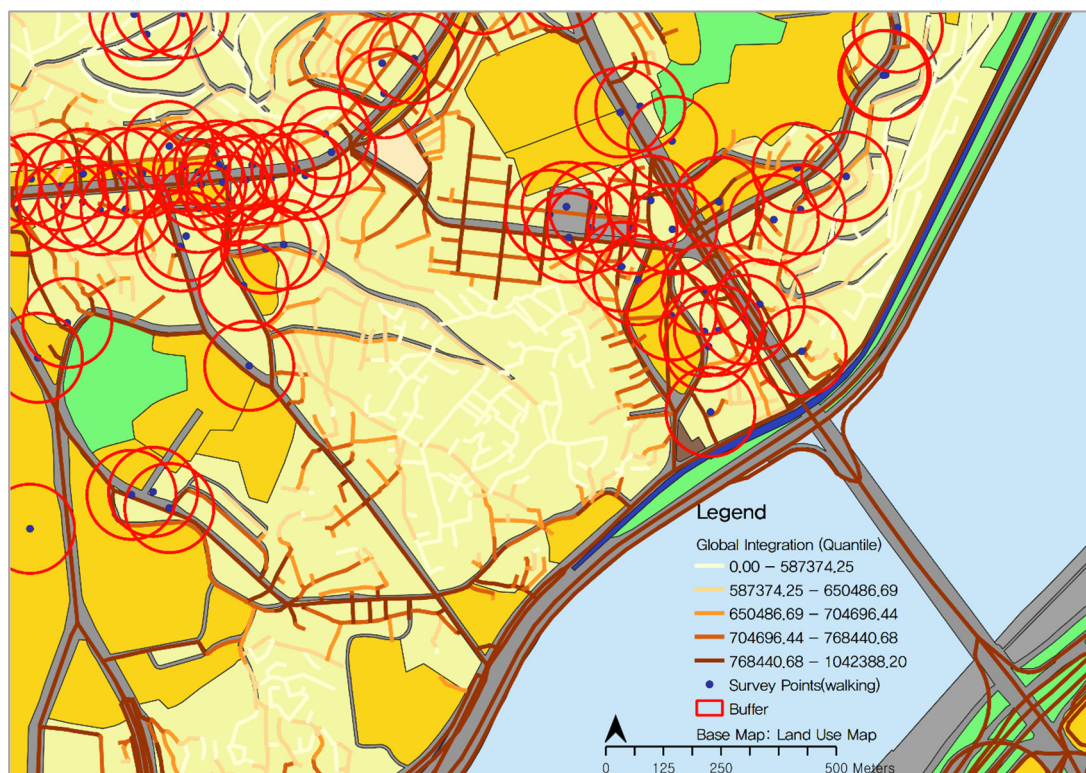 Legend
Global Integration (Quantile)
0,00 – 587374,25
587374,25 – 650486,69
650486,69 – 704696,44
704696,44 – 768440,68
768440,68 – 1042388,20
Survey Points(walking)
Buffer
Base Map: Land Use Map
0 125 250 500 Meters